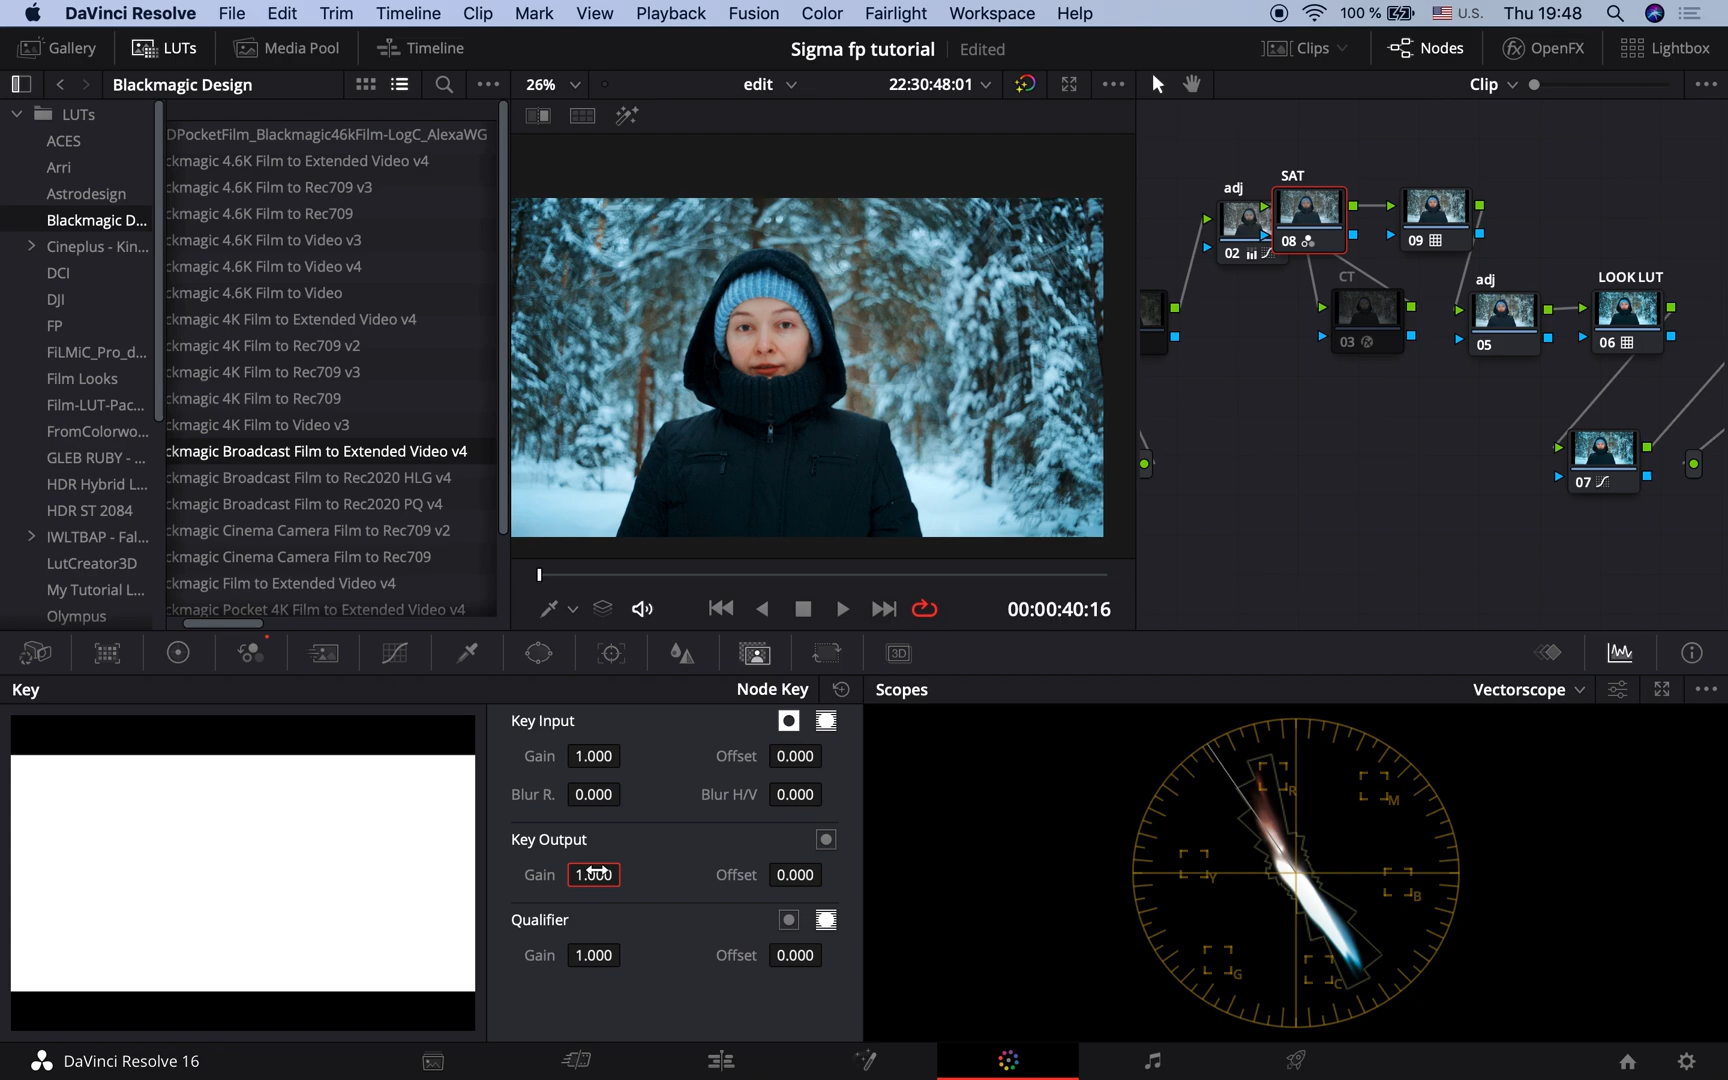 DaVinci Resolve File Edit Trim Timeline Clip Mark View Playback Fusion Color Fairlight Workspace Help 100 % U.S. Thu 19:48
Gallery LUTs Media Pool Timeline Sigma fp tutorial Edited Clips Nodes OpenFX Lightbox
Blackmagic Design 26% edit 22:30:48:01 Clip
LUTs
ACES
Arri
Astrodesign
Blackmagic D...
Cineplus - Kin...
DCI
DJI
FP
FiLMiC_Pro_d...
Film Looks
Film-LUT-Pac...
FromColorwo...
GLEB RUBY - ...
HDR Hybrid L...
HDR ST 2084
IWLTBAP - Fal...
LutCreator3D
My Tutorial L...
Olympus
DPocketFilm_Blackmagic46kFilm-LogC_AlexaWG
ckmagic 4.6K Film to Extended Video v4
ckmagic 4.6K Film to Rec709 v3
ckmagic 4.6K Film to Rec709
ckmagic 4.6K Film to Video v3
ckmagic 4.6K Film to Video v4
ckmagic 4.6K Film to Video
ckmagic 4K Film to Extended Video v4
ckmagic 4K Film to Rec709 v2
ckmagic 4K Film to Rec709 v3
ckmagic 4K Film to Rec709
ckmagic 4K Film to Video v3
ckmagic Broadcast Film to Extended Video v4
ckmagic Broadcast Film to Rec2020 HLG v4
ckmagic Broadcast Film to Rec2020 PQ v4
ckmagic Cinema Camera Film to Rec709 v2
ckmagic Cinema Camera Film to Rec709
ckmagic Film to Extended Video v4
ckmagic Pocket 4K Film to Extended Video v4
00:00:40:16
adj
02
SAT
08
09
CT
03
adj
05
LOOK LUT
06
07
3D
Key Node Key Scopes Vectorscope
Key Input
Gain 1.000 Offset 0.000
Blur R. 0.000 Blur H/V 0.000
Key Output
Gain 1.000 Offset 0.000
Qualifier
Gain 1.000 Offset 0.000
R
M
Y
B
G
C
DaVinci Resolve 16